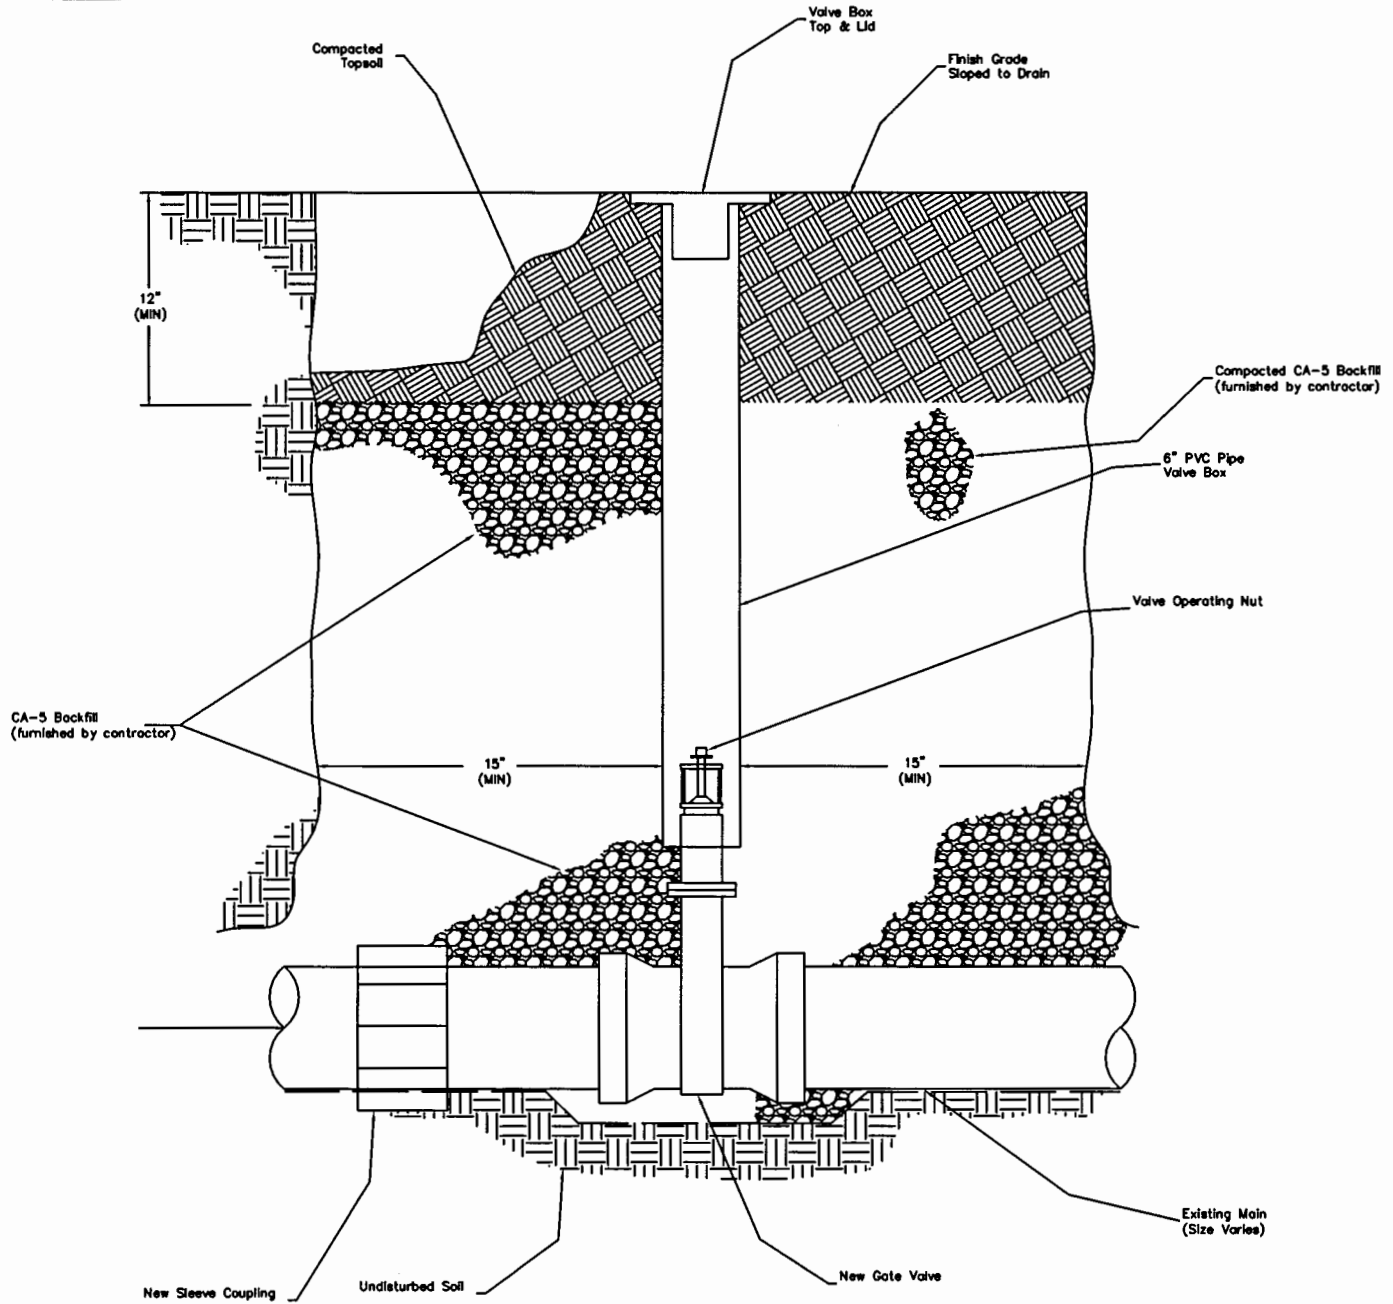 Valve Box
Top & Lid
Compacted
Topsoil
Finish Grade
Sloped to Drain
12"
(MIN)
Compacted CA-5 Backfill
(furnished by contractor)
6" PVC Pipe
Valve Box
Valve Operating Nut
CA-5 Backfill
(furnished by contractor)
15"
(MIN)
15"
(MIN)
Existing Main
(Size Varies)
New Gate Valve
Undisturbed Soil
New Sleeve Coupling